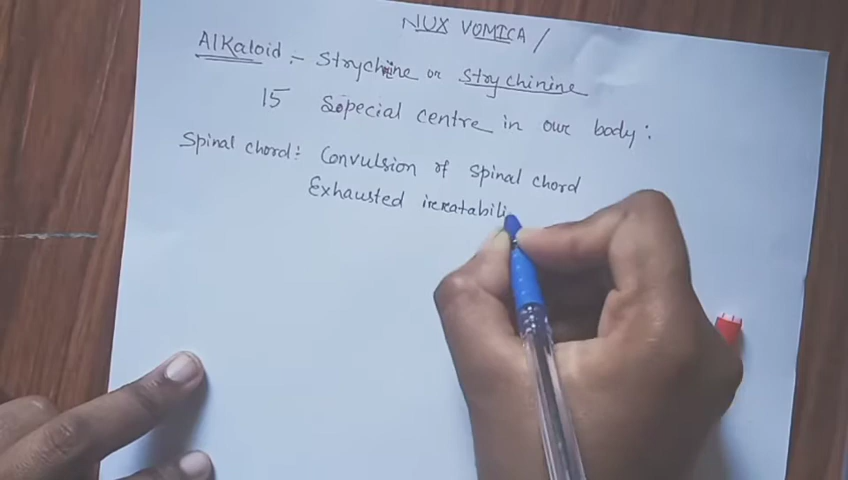 NUX VOMICA /
Alkaloid :- Strychine or Strychinine
15 Special centre in our body :
Spinal chord : Convulsion of spinal chord
Exhausted irreatabili